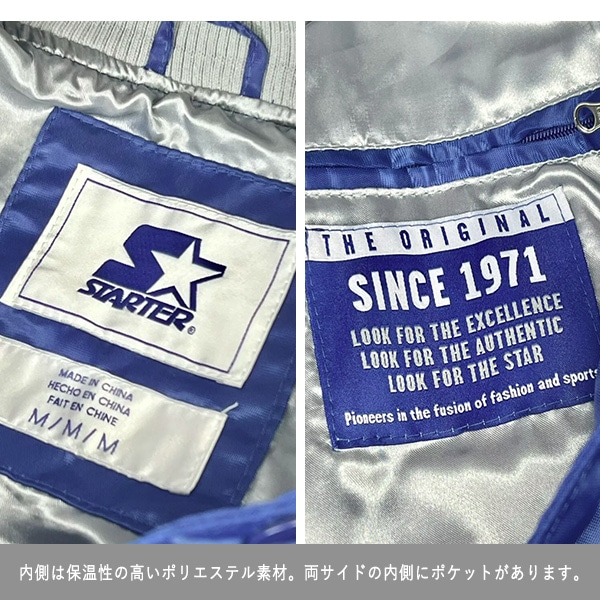 STARTER®
MADE IN CHINA
HECHO EN CHINA
FAIT EN CHINE
M/M/M
THE ORIGINAL
SINCE 1971
LOOK FOR THE EXCELLENCE
LOOK FOR THE AUTHENTIC
LOOK FOR THE STAR
Pioneers in the fusion of fashion and sports
内側は保温性の高いポリエステル素材。両サイドの内側にポケットがあります。